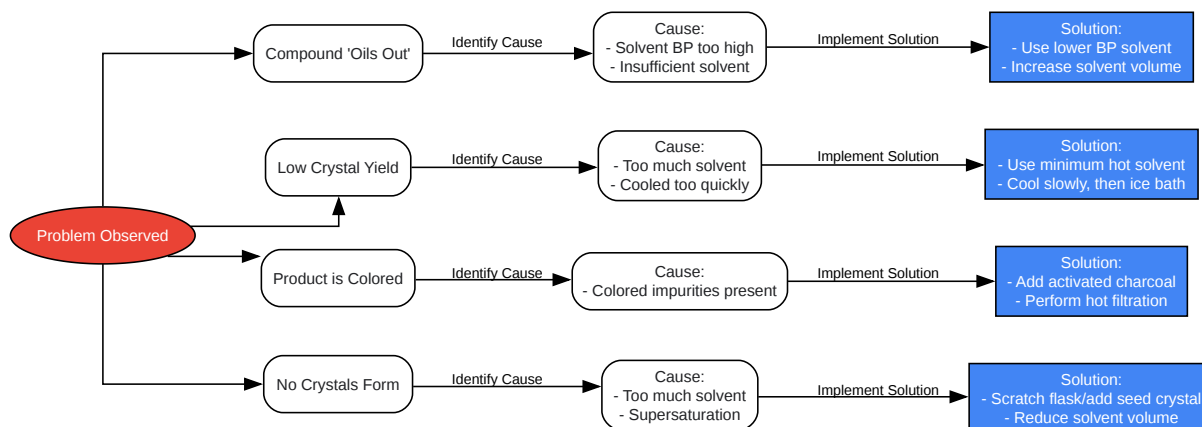 Problem Observed
Compound 'Oils Out'
Identify Cause
Cause:
- Solvent BP too high
- Insufficient solvent
Implement Solution
Solution:
- Use lower BP solvent
- Increase solvent volume
Low Crystal Yield
Identify Cause
Cause:
- Too much solvent
- Cooled too quickly
Implement Solution
Solution:
- Use minimum hot solvent
- Cool slowly, then ice bath
Product is Colored
Identify Cause
Cause:
- Colored impurities present
Implement Solution
Solution:
- Add activated charcoal
- Perform hot filtration
No Crystals Form
Identify Cause
Cause:
- Too much solvent
- Supersaturation
Implement Solution
Solution:
- Scratch flask/add seed crystal
- Reduce solvent volume